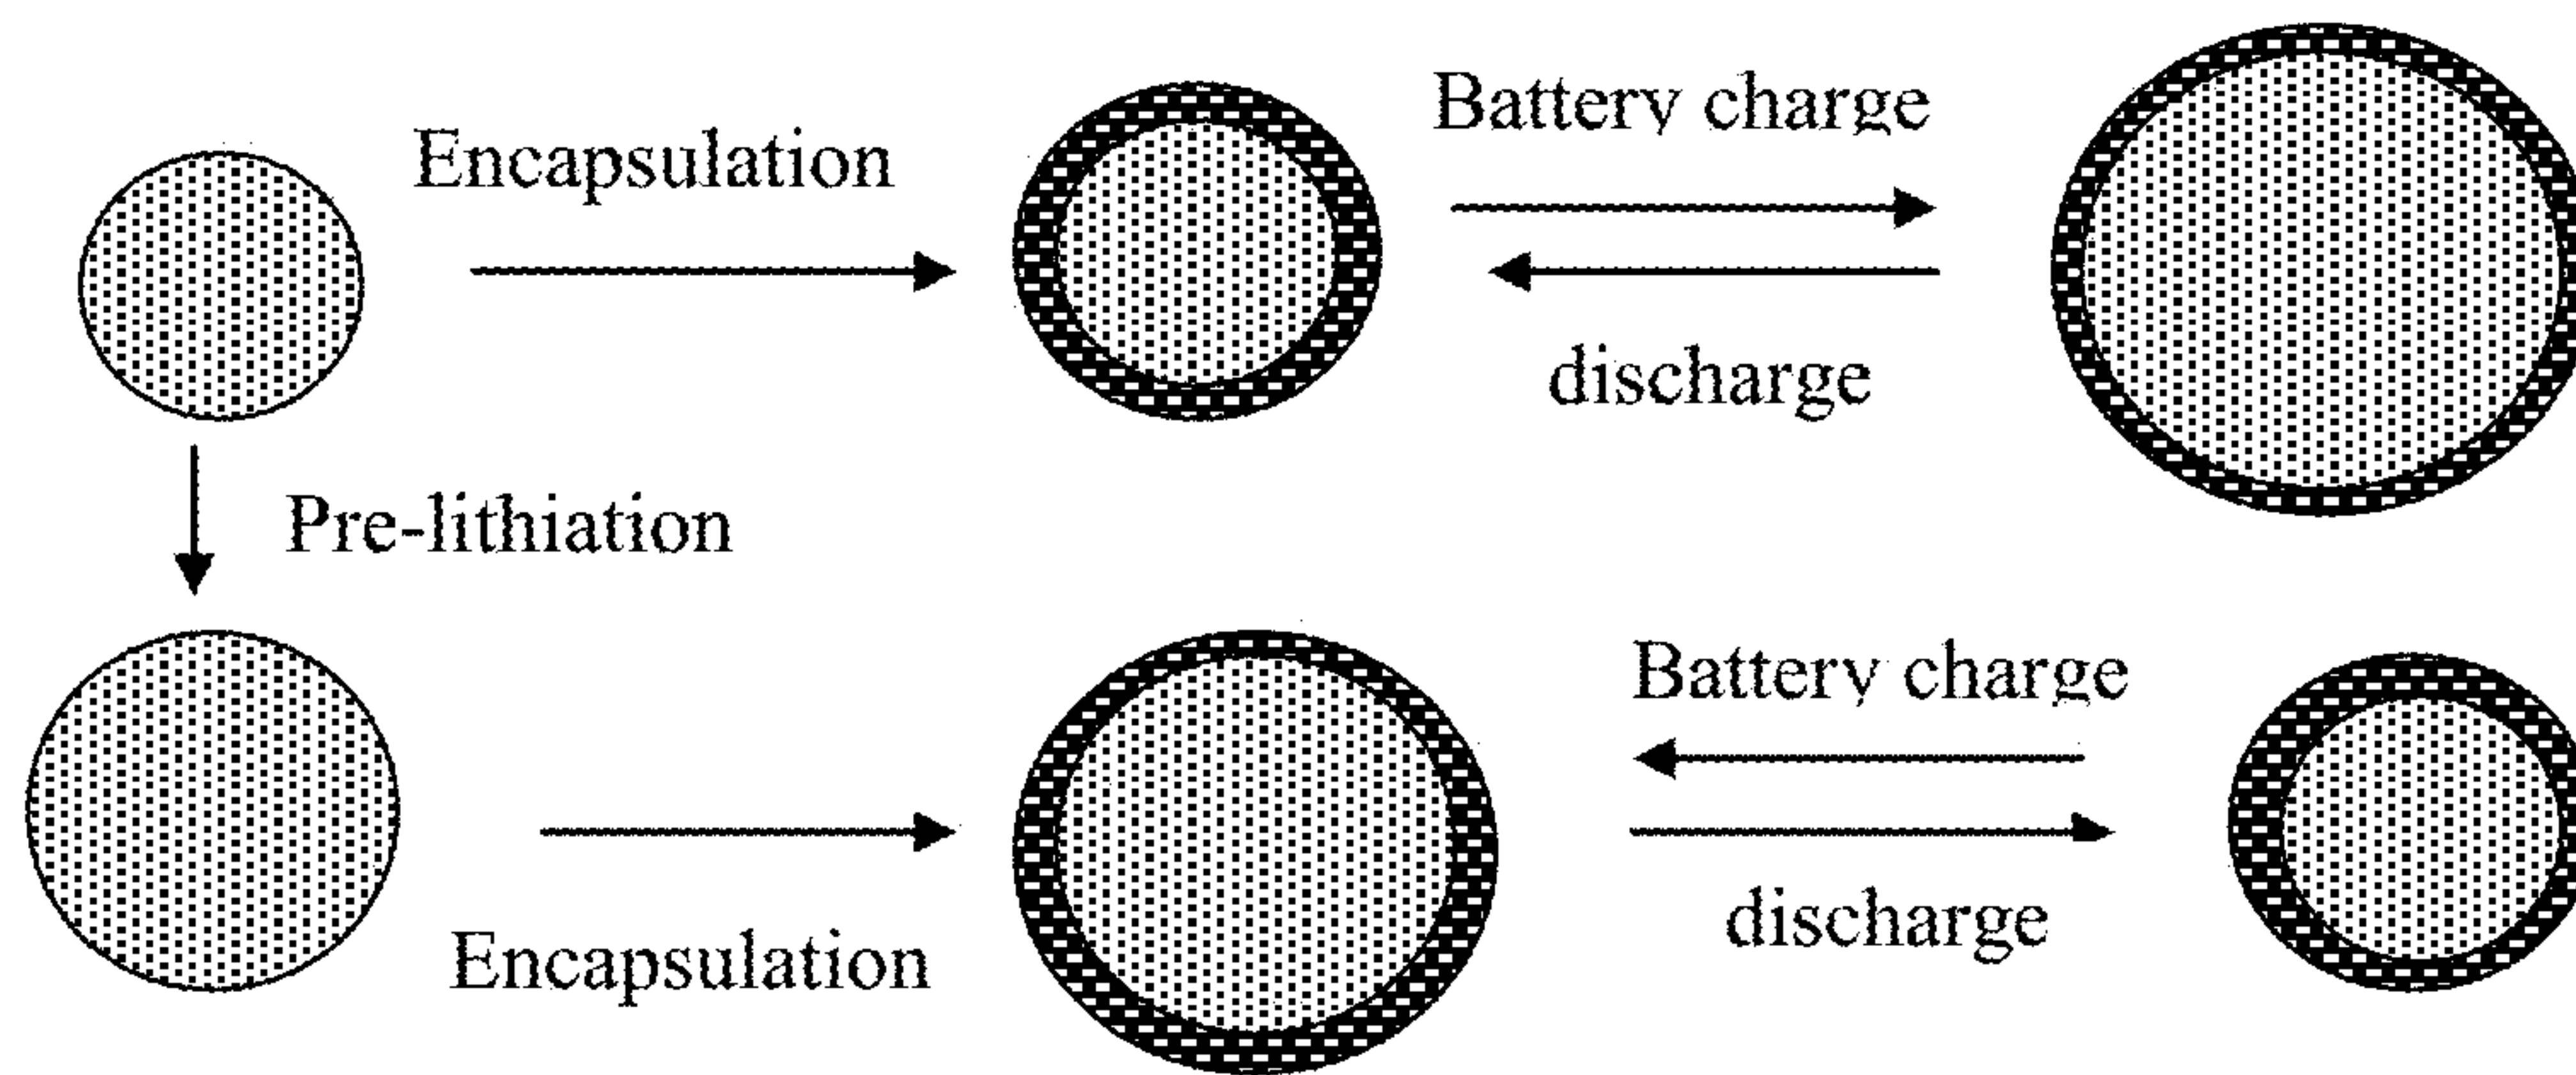 Encapsulation
Battery charge
discharge
Pre-lithiation
Battery charge
discharge
Encapsulation